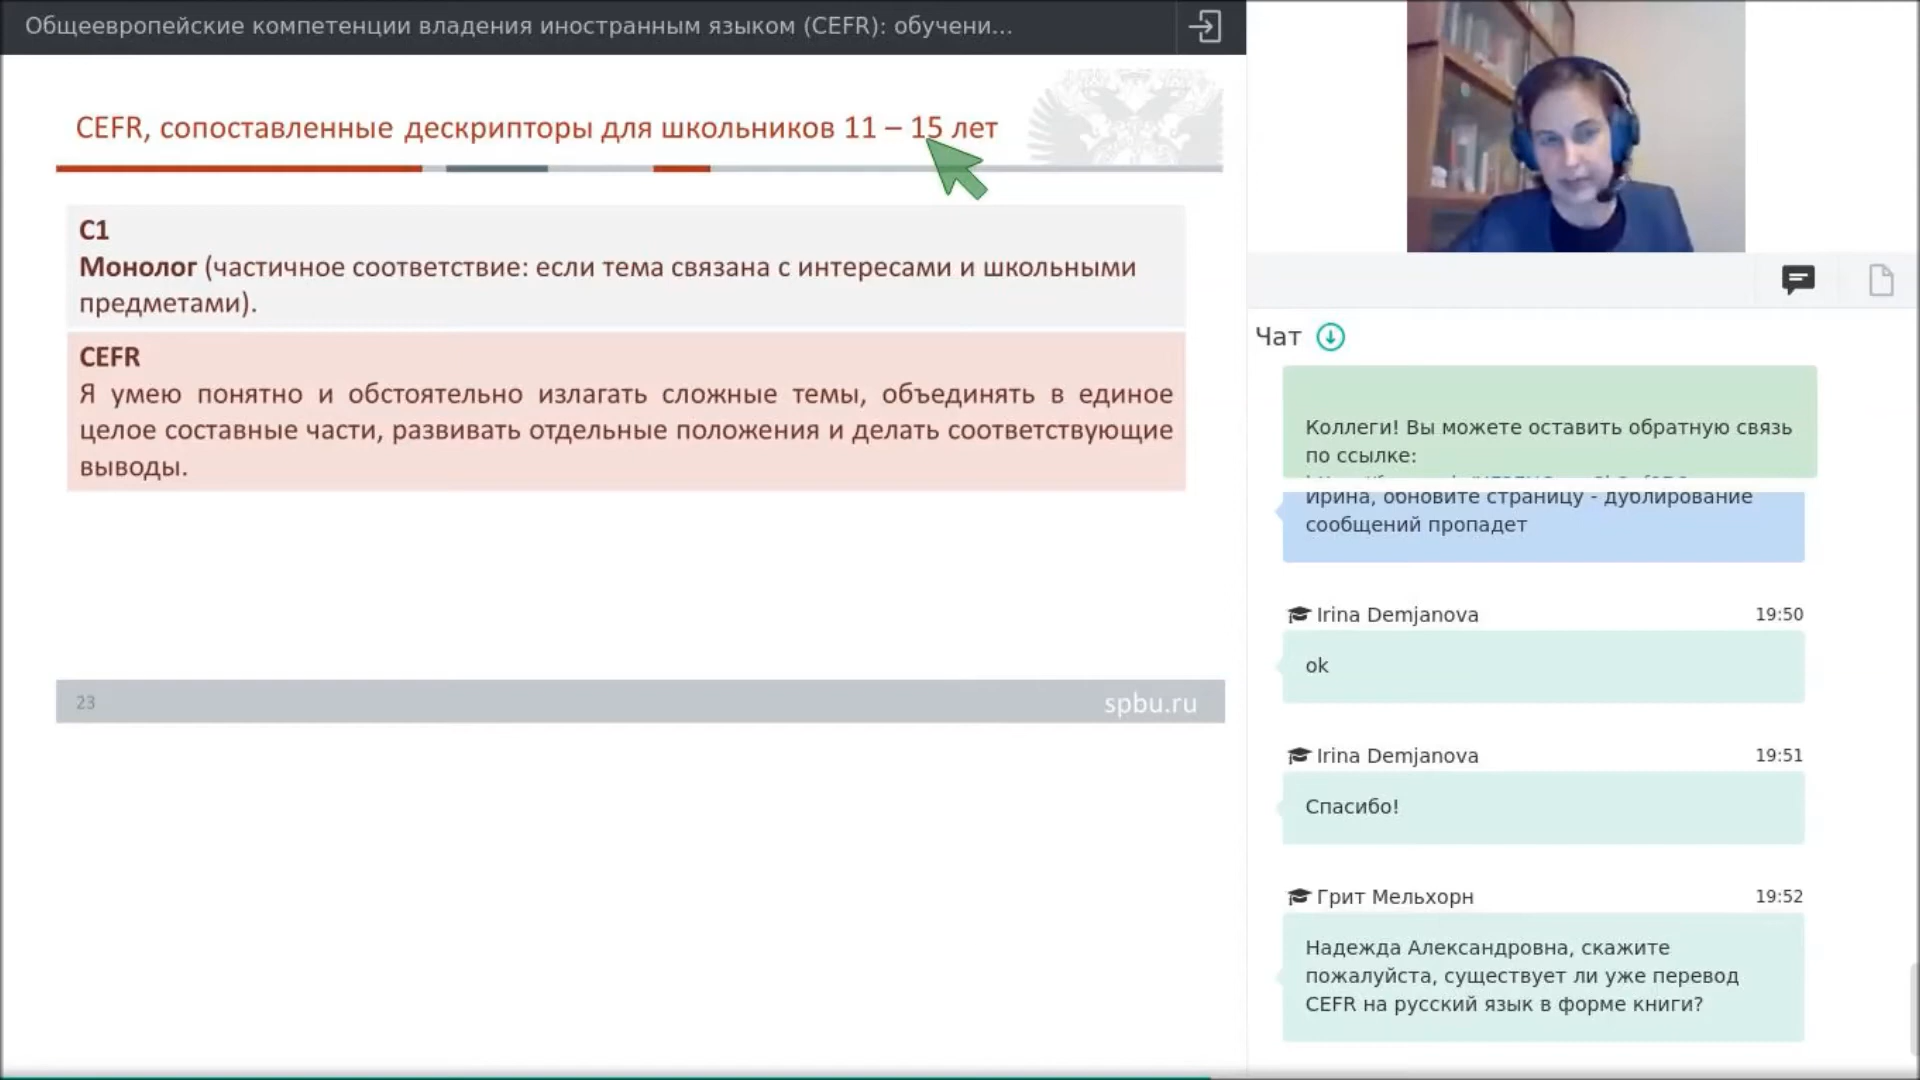 Общеевропейские компетенции владения иностранным языком (CEFR): обучени...
CEFR, сопоставленные дескрипторы для школьников 11 – 15 лет
C1
Монолог (частичное соответствие: если тема связана с интересами и школьными
предметами).
CEFR
Я умею понятно и обстоятельно излагать сложные темы, объединять в единое
целое составные части, развивать отдельные положения и делать соответствующие
выводы.
23
spbu.ru
Чат
Коллеги! Вы можете оставить обратную связь
по ссылке:
Ирина, обновите страницу - дублирование
сообщений пропадет
Irina Demjanova 19:50
ok
Irina Demjanova 19:51
Спасибо!
Грит Мельхорн 19:52
Надежда Александровна, скажите
пожалуйста, существует ли уже перевод
CEFR на русский язык в форме книги?